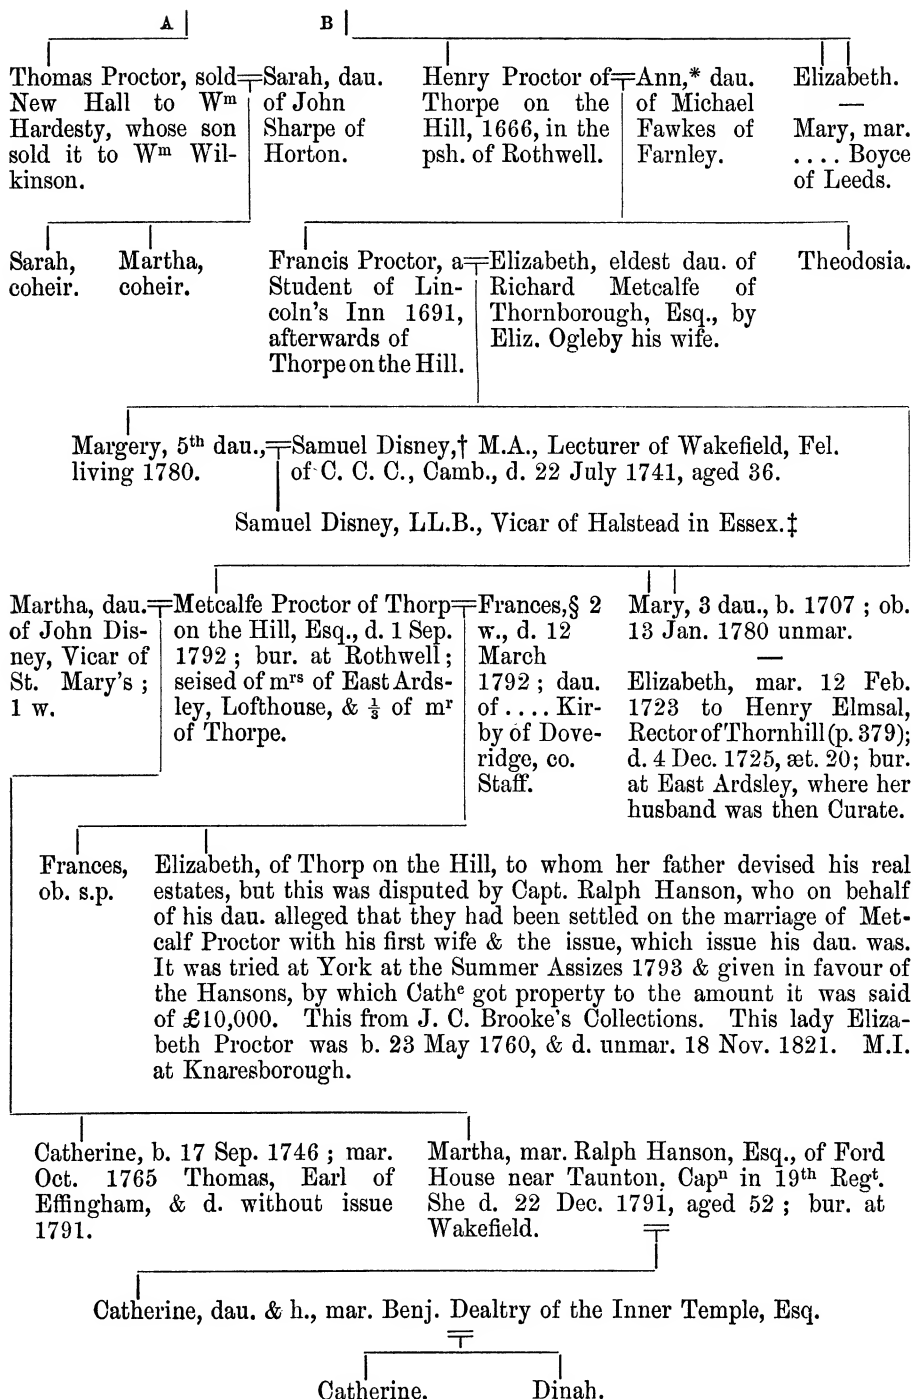 A B
Thomas Proctor, sold
New Hall to Wᵐ
Hardesty, whose son
sold it to Wᵐ Wil-
kinson.
Sarah, dau.
of John
Sharpe of
Horton.
Henry Proctor of
Thorpe on the
Hill, 1666, in the
psh. of Rothwell.
Ann,* dau.
of Michael
Fawkes of
Farnley.
Elizabeth.
—
Mary, mar.
.... Boyce
of Leeds.
Sarah,
coheir.
Martha,
coheir.
Francis Proctor, a
Student of Lin-
coln's Inn 1691,
afterwards of
Thorpe on the Hill.
Elizabeth, eldest dau. of
Richard Metcalfe of
Thornborough, Esq., by
Eliz. Ogleby his wife.
Theodosia.
Margery, 5ᵗʰ dau.,
living 1780.
Samuel Disney,† M.A., Lecturer of Wakefield, Fel.
of C. C. C., Camb., d. 22 July 1741, aged 36.
Samuel Disney, LL.B., Vicar of Halstead in Essex.‡
Martha, dau.
of John Dis-
ney, Vicar of
St. Mary's ;
1 w.
Metcalfe Proctor of Thorp
on the Hill, Esq., d. 1 Sep.
1792 ; bur. at Rothwell ;
seised of mʳˢ of East Ards-
ley, Lofthouse, & ⅓ of mʳ
of Thorpe.
Frances,§ 2
w., d. 12
March
1792 ; dau.
of .... Kir-
by of Dove-
ridge, co.
Staff.
Mary, 3 dau., b. 1707 ; ob.
13 Jan. 1780 unmar.
—
Elizabeth, mar. 12 Feb.
1723 to Henry Elmsal,
Rector of Thornhill (p. 379);
d. 4 Dec. 1725, æt. 20; bur.
at East Ardsley, where her
husband was then Curate.
Frances,
ob. s.p.
Elizabeth, of Thorp on the Hill, to whom her father devised his real
estates, but this was disputed by Capt. Ralph Hanson, who on behalf
of his dau. alleged that they had been settled on the marriage of Met-
calf Proctor with his first wife & the issue, which issue his dau. was.
It was tried at York at the Summer Assizes 1793 & given in favour of
the Hansons, by which Cathᵉ got property to the amount it was said
of £10,000. This from J. C. Brooke's Collections. This lady Eliza-
beth Proctor was b. 23 May 1760, & d. unmar. 18 Nov. 1821. M.I.
at Knaresborough.
Catherine, b. 17 Sep. 1746 ; mar.
Oct. 1765 Thomas, Earl of
Effingham, & d. without issue
1791.
Martha, mar. Ralph Hanson, Esq., of Ford
House near Taunton, Capⁿ in 19ᵗʰ Regᵗ.
She d. 22 Dec. 1791, aged 52 ; bur. at
Wakefield.
Catherine, dau. & h., mar. Benj. Dealtry of the Inner Temple, Esq.
Catherine. Dinah.